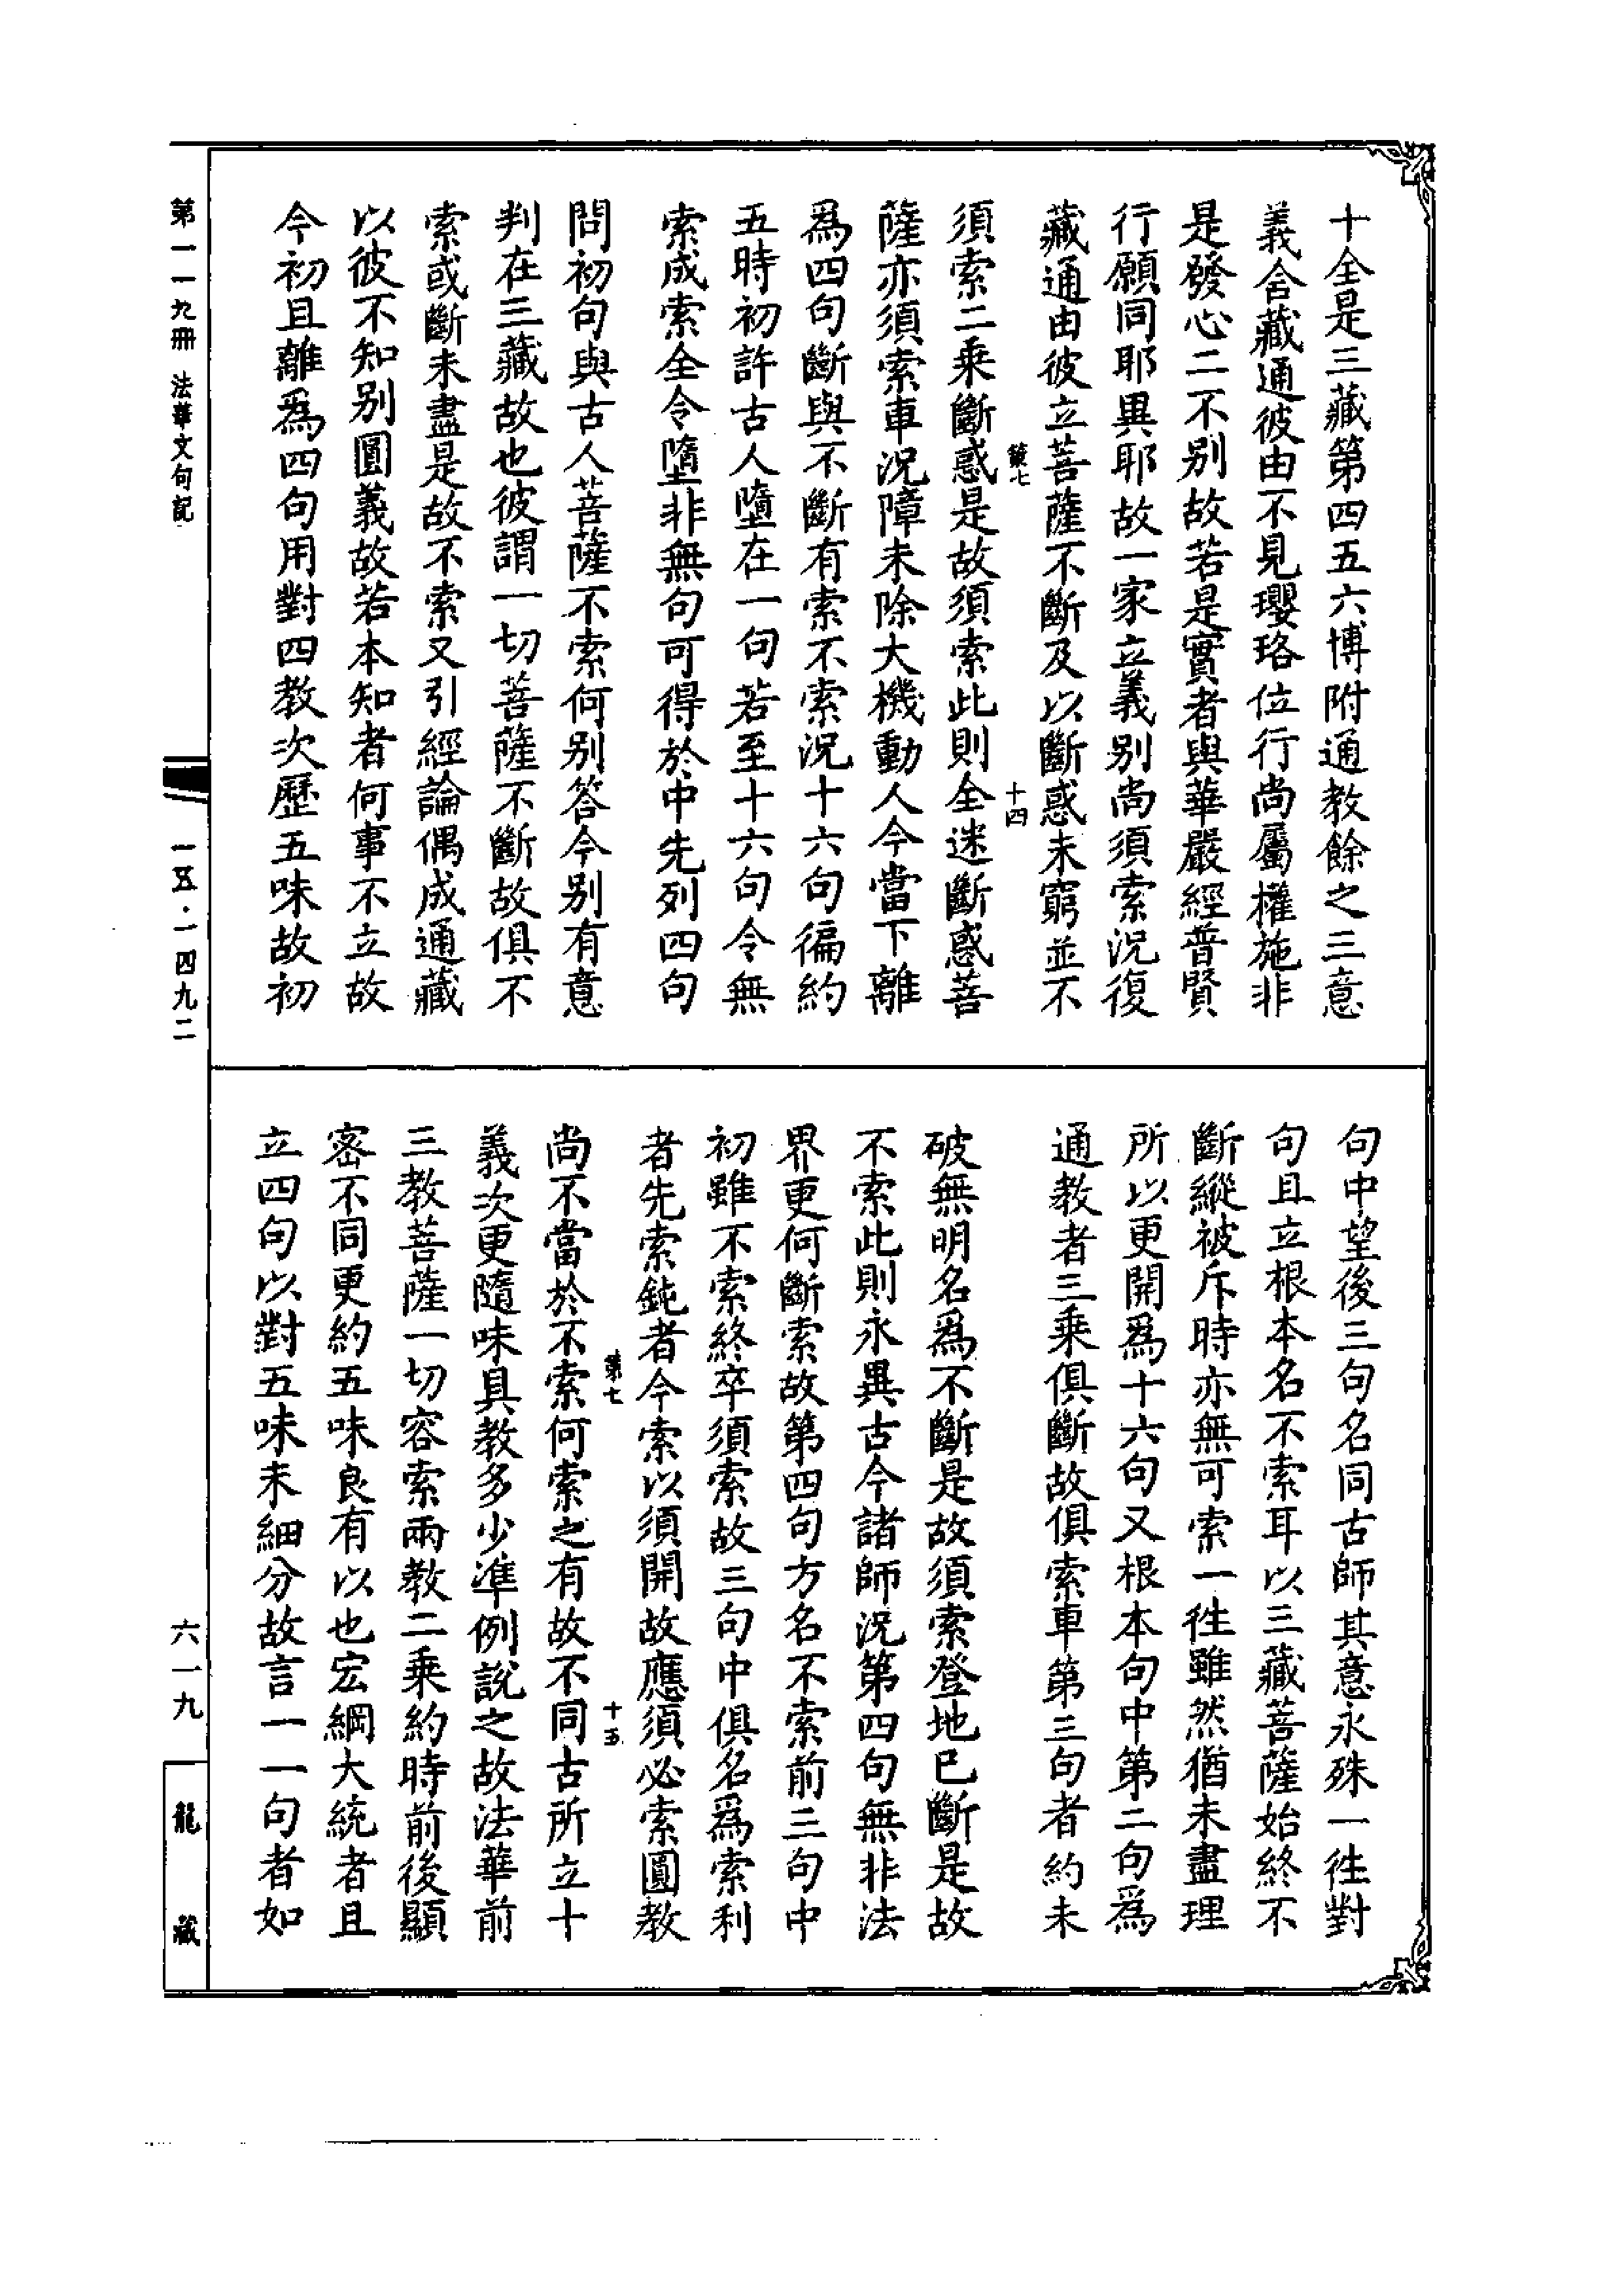 十全是三藏第四五六博附通教餘之三意
義含藏通彼由不見瓔珞位行尚屬權施非
是發心二不别故若是實者與華嚴經普賢
行願同耶異耶故一家立義别尚須索況復
藏通由彼立菩薩不斷及以斷惑未窮並不
第七 十四
須索二乘斷惑是故須索此則全迷斷惑菩
薩亦須索車況障未除大機動人今當下離
爲四句斷與不斷有索不索況十六句徧約
五時初許古人墮在一句若至十六句令無
索成索全令墮非無句可得於中先列四句
問初句與古人菩薩不索何别答今别有意
判在三藏故也彼謂一切菩薩不斷故俱不
索或斷未盡是故不索又引經論偶成通藏
以彼不知别圓義故若本知者何事不立故
今初且離爲四句用對四教次歷五味故初
句中望後三句名同古師其意永殊一徃對
句且立根本名不索耳以三藏菩薩始終不
斷縱被斥時亦無可索一徃雖然猶未盡理
所以更開爲十六句又根本句中第二句爲
通教者三乘俱斷故俱索車第三句者約未
破無明名爲不斷是故須索登地已斷是故
不索此則永異古今諸師況第四句無非法
界更何斷索故第四句方名不索前三句中
初雖不索終卒須索故三句中俱名爲索利
者先索鈍者今索以須開故應須必索圓教
第七 十五
尚不當於不索何索之有故不同古所立十
義次更隨味具教多少準例說之故法華前
三教菩薩一切容索兩教二乘約時前後顯
密不同更約五味良有以也宏綱大統者且
立四句以對五味未細分故言一一句者如
第一一九冊 法華文句記
一五·一四九二
六一九
龍藏